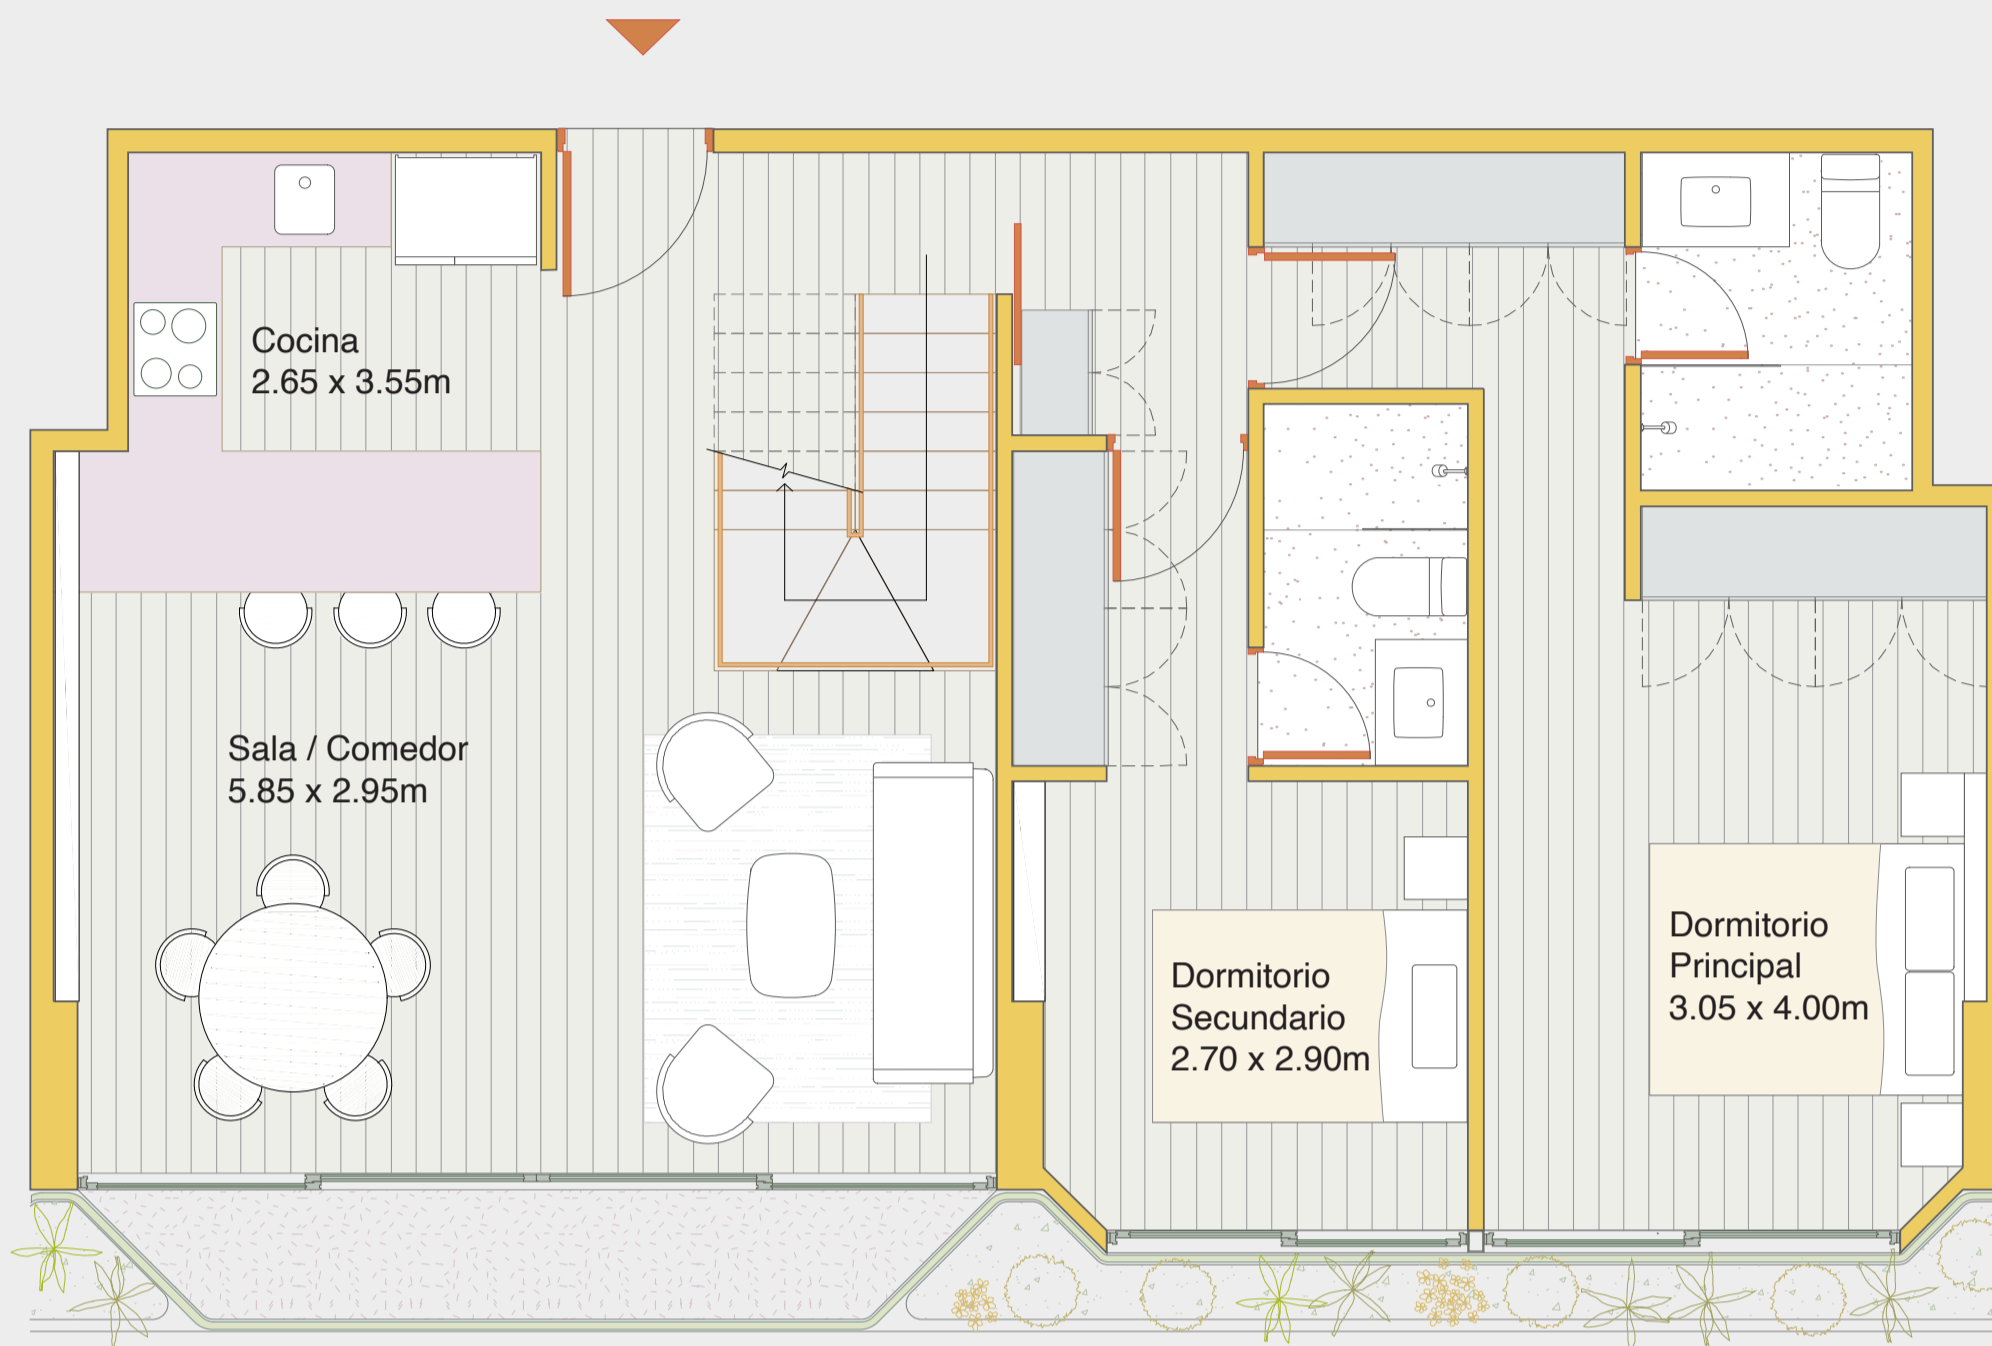 Cocina
2.65 x 3.55m
Sala / Comedor
5.85 x 2.95m
Dormitorio
Secundario
2.70 x 2.90m
Dormitorio
Principal
3.05 x 4.00m